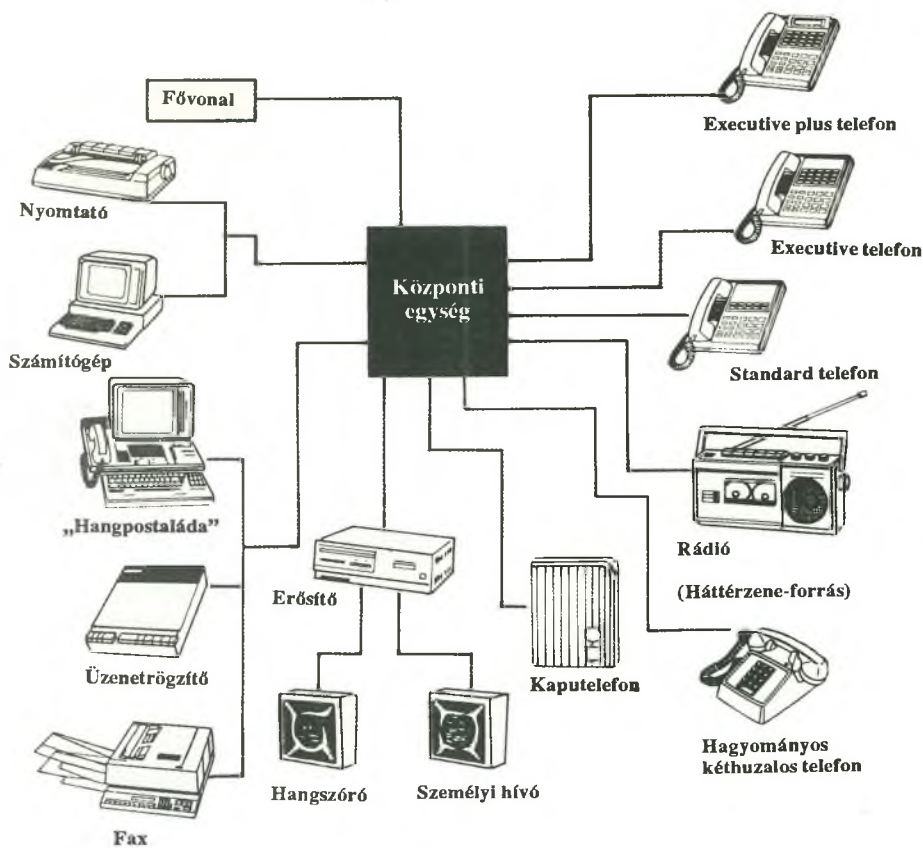 Fővonal
Executive plus telefon
Nyomtató
Executive telefon
Központi
egység
Számítógép
Standard telefon
„Hangpostaláda”
Rádió
(Háttérzene-forrás)
Erősítő
Üzenetrögzítő
Kaputelefon
Hangszóró
Személyi hívó
Hagyományos
kéthuzalos telefon
Fax